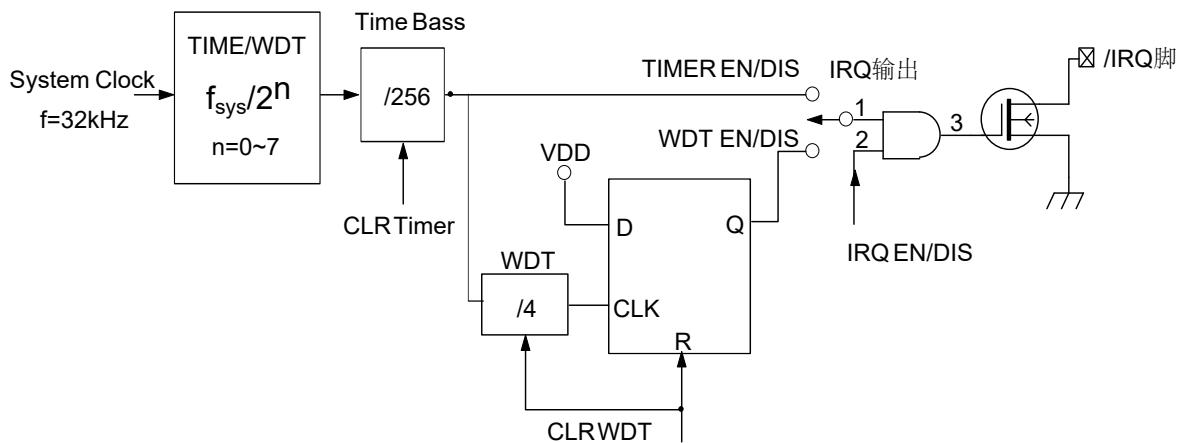 Time Bass
TIME/WDT
System Clock
f=32kHz
fsys/2^n
n=0~7
/256
TIMER EN/DIS
IRQ输出
/IRQ脚
1
2
3
WDT EN/DIS
VDD
CLR Timer
D
Q
IRQ EN/DIS
WDT
/4
CLK
R
CLR WDT